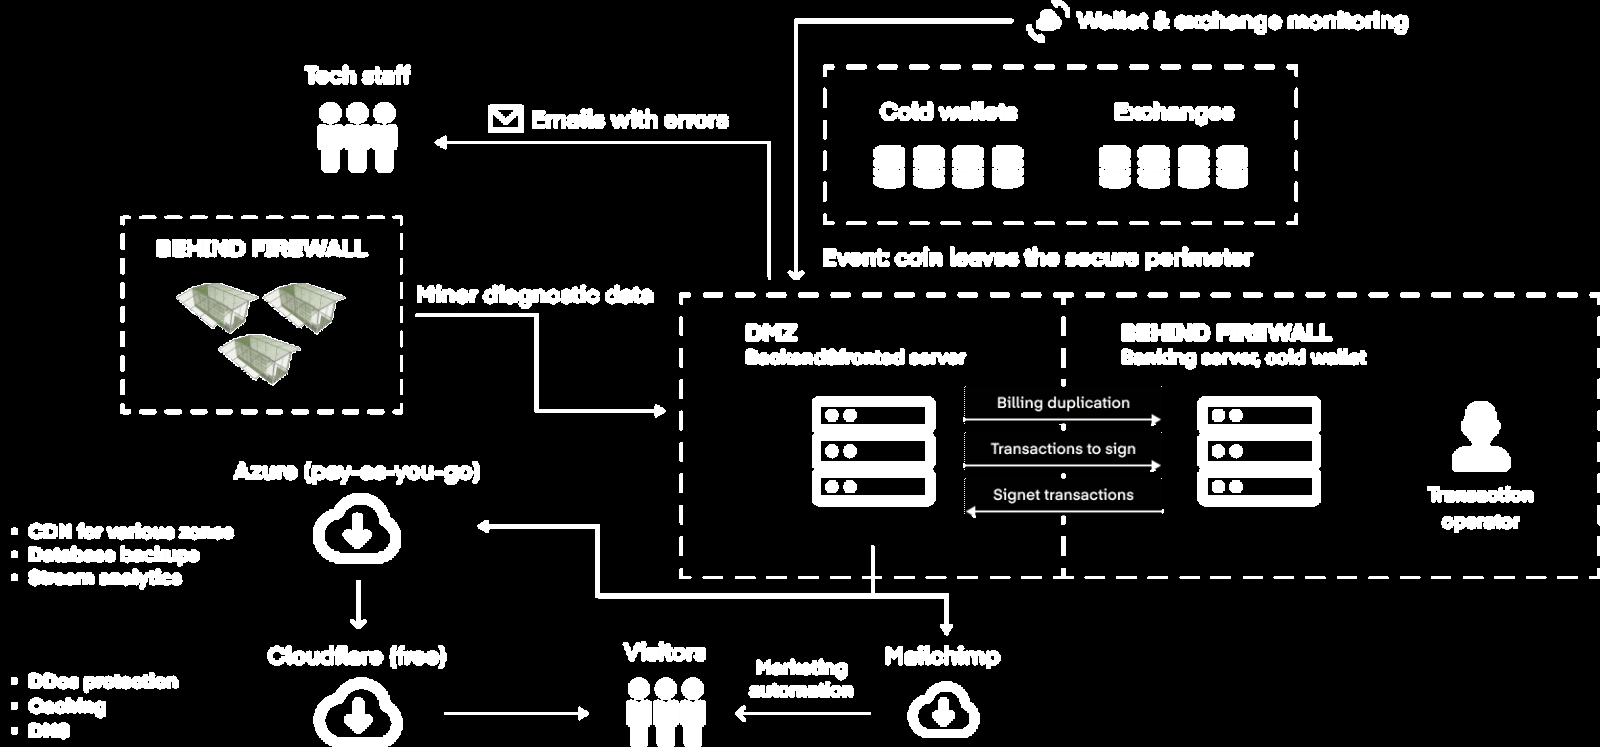 Wallet & exchange monitoring
Tech staff
Emails with errors
Cold wallets
Exchanges
BEHIND FIREWALL
Event: coin leaves the secure perimeter
Miner diagnostic data
DMZ
Backend&fronted server
BEHIND FIREWALL
Banking server, cold wallet
Billing duplication
Transactions to sign
Signet transactions
Transaction
operator
Azure (pay-as-you-go)
• CDN for various zones
• Database backups
• Stream analytics
Cloudflare (free)
• DDos protection
• Caching
• DNS
Visitors
Marketing
automation
Mailchimp